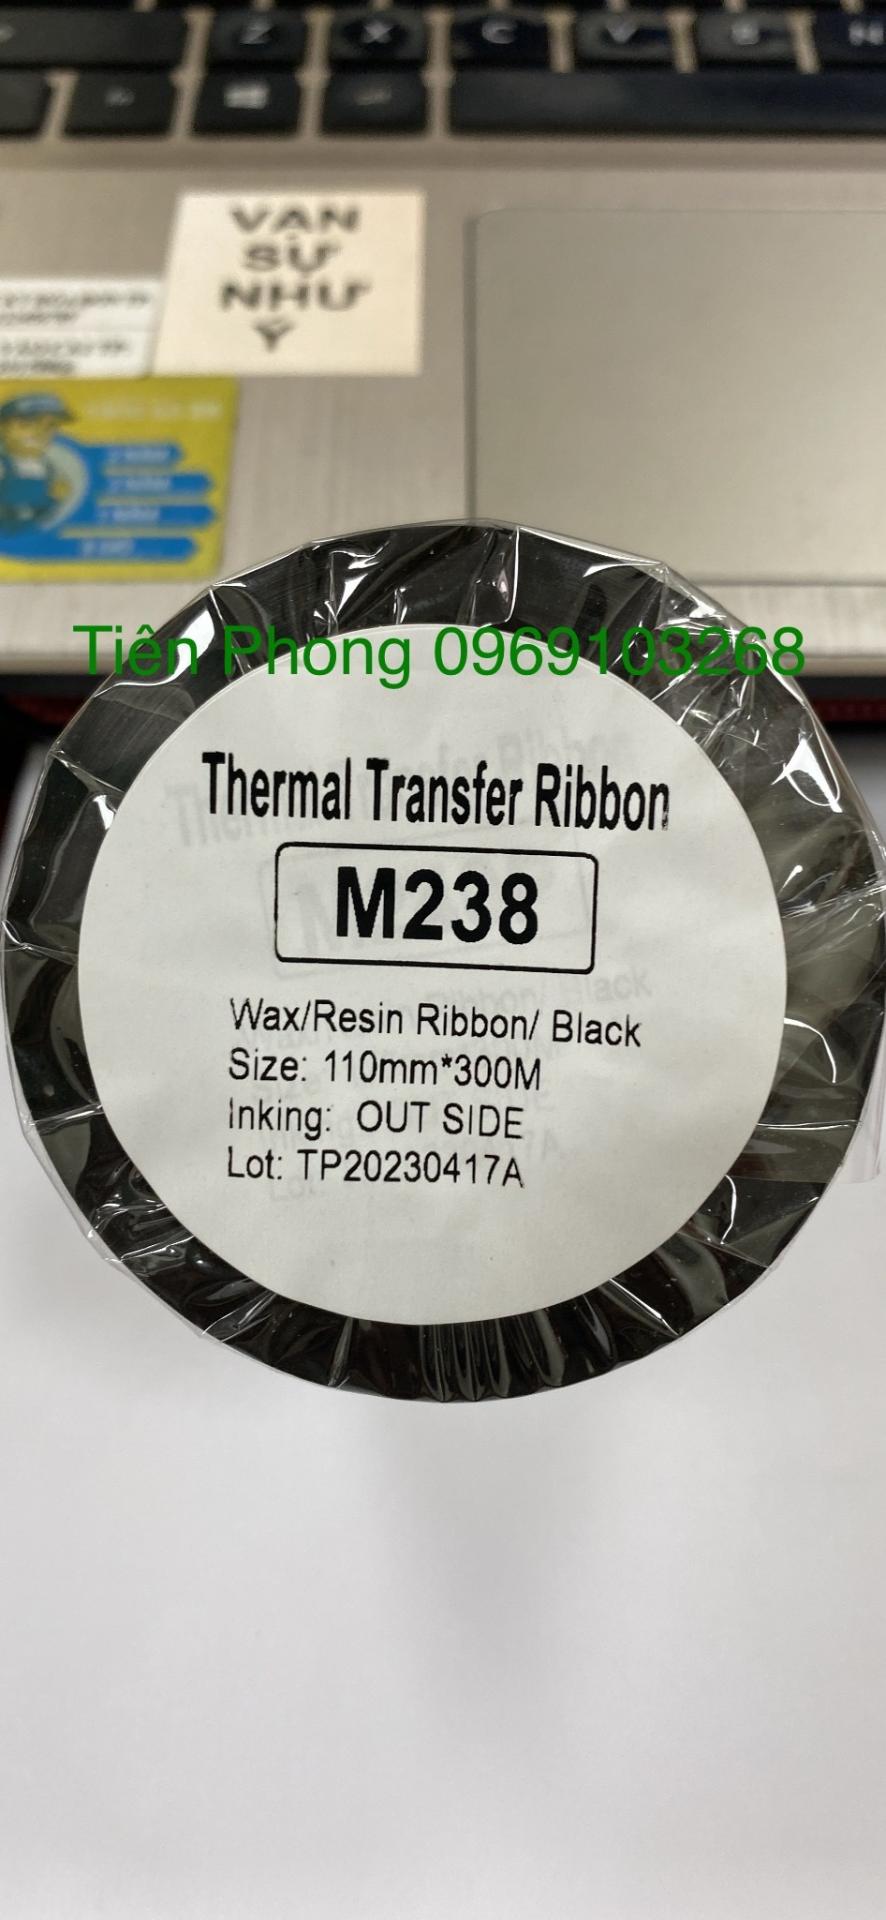 Z X C V B N
VẠN
SỰ
NHƯ
Ý
Tiên Phong 0969103268
Thermal Transfer Ribbon
M238
Wax/Resin Ribbon/ Black
Size: 110mm*300M
Inking: OUT SIDE
Lot: TP20230417A